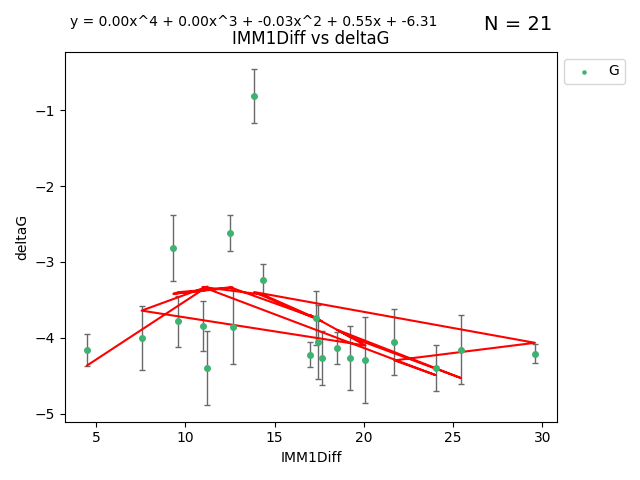 y = 0.00x^4 + 0.00x^3 + -0.03x^2 + 0.55x + -6.31
N = 21
IMM1Diff vs deltaG
G
−1
−2
−3
−4
−5
deltaG
5 10 15 20 25 30
IMM1Diff